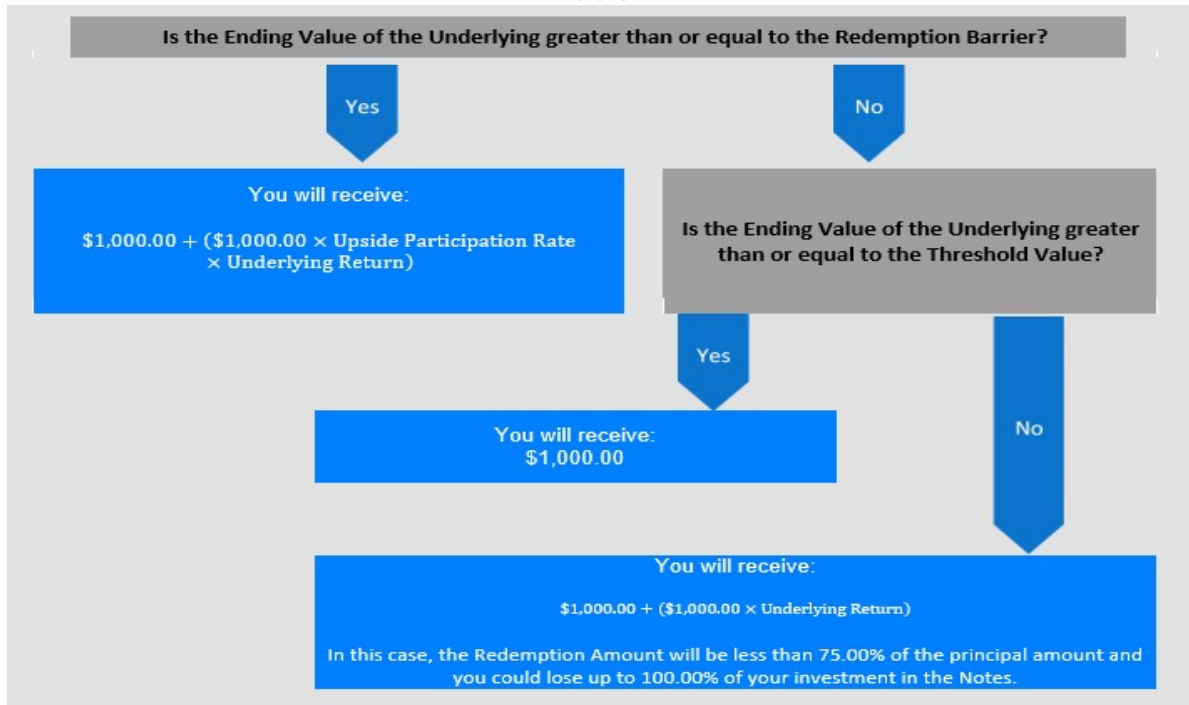 Is the Ending Value of the Underlying greater than or equal to the Redemption Barrier?
Yes
No
You will receive:
$1,000.00 + ($1,000.00 × Upside Participation Rate
× Underlying Return)
Is the Ending Value of the Underlying greater
than or equal to the Threshold Value?
Yes
No
You will receive:
$1,000.00
You will receive:
$1,000.00 + ($1,000.00 × Underlying Return)
In this case, the Redemption Amount will be less than 75.00% of the principal amount and
you could lose up to 100.00% of your investment in the Notes.